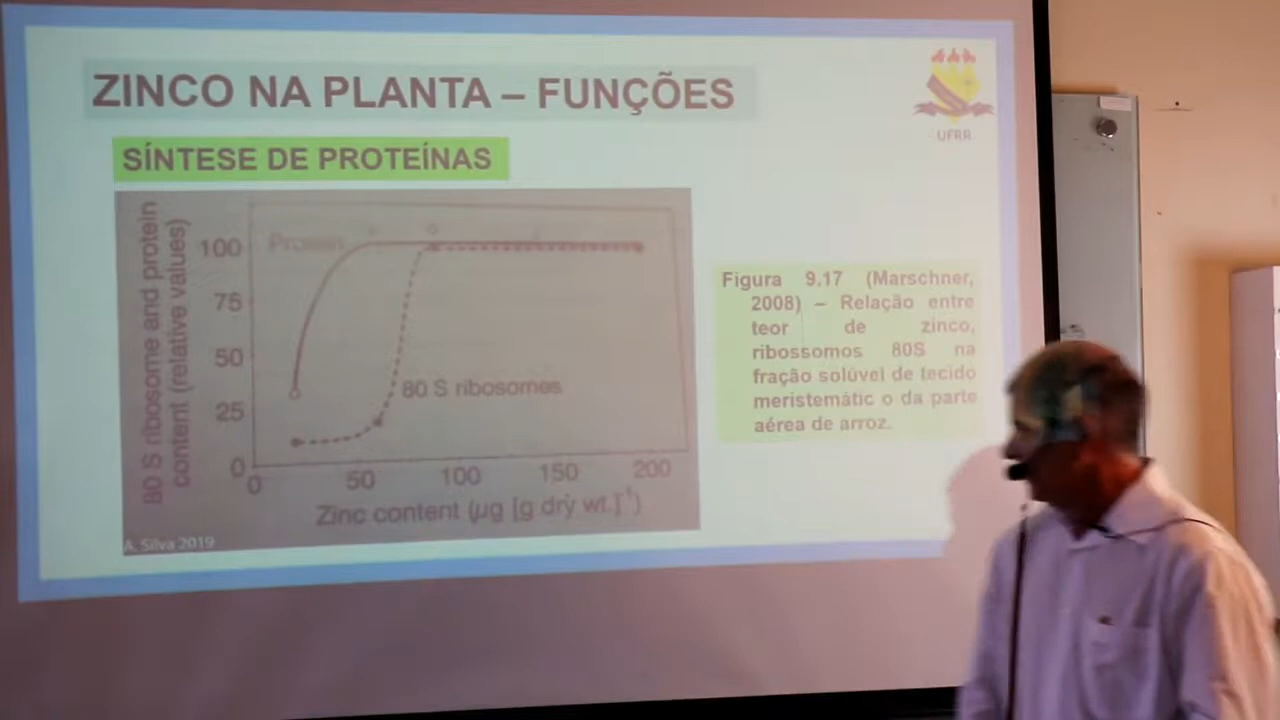 ZINCO NA PLANTA – FUNÇÕES
UFRR
SÍNTESE DE PROTEÍNAS
80 S ribosome and protein
content (relative values)
100
75
50
25
0
Protein
80 S ribosomes
0 50 100 150 200
Zinc content (µg [g dry wt.]⁻¹)
A. Silva 2019
Figura 9.17 (Marschner,
2008) – Relação entre
teor de zinco,
ribossomos 80S na
fração solúvel de tecido
meristemátic o da parte
aérea de arroz.